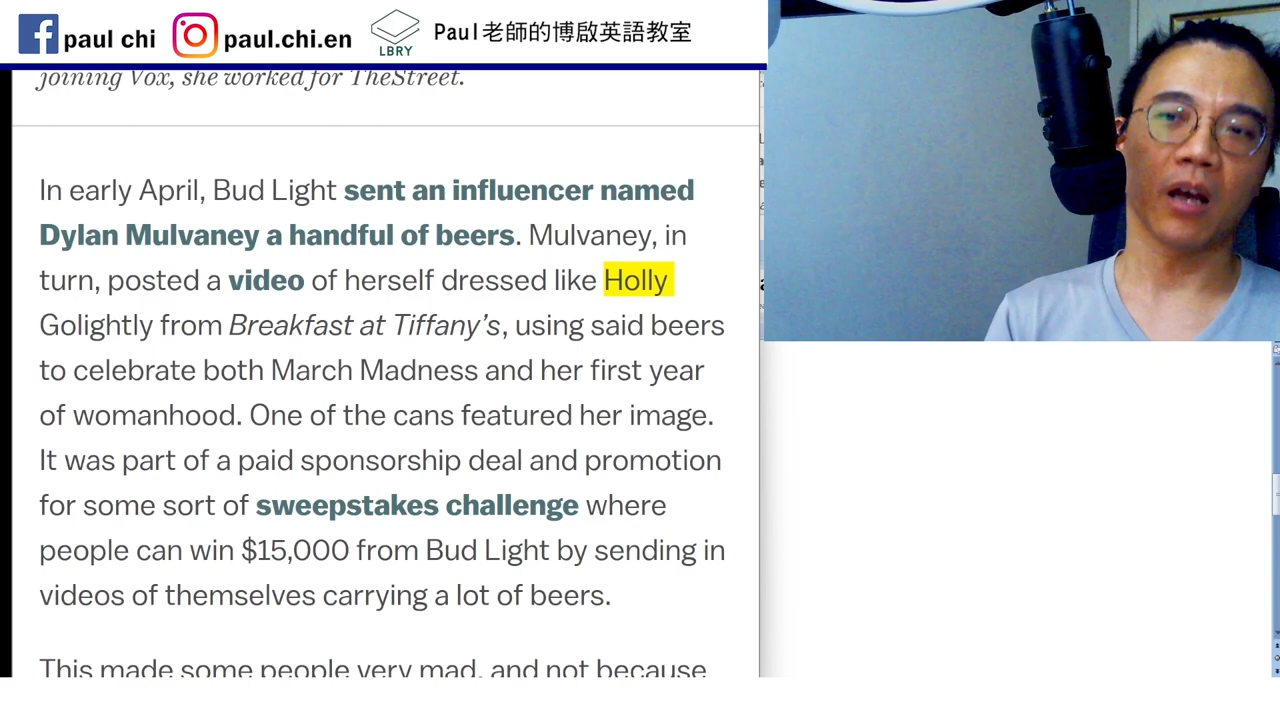 paul chi
paul.chi.en
LBRY
Paul老師的博啟英語教室
joining Vox, she worked for TheStreet.
In early April, Bud Light sent an influencer named
Dylan Mulvaney a handful of beers. Mulvaney, in
turn, posted a video of herself dressed like Holly
Golightly from Breakfast at Tiffany’s, using said beers
to celebrate both March Madness and her first year
of womanhood. One of the cans featured her image.
It was part of a paid sponsorship deal and promotion
for some sort of sweepstakes challenge where
people can win $15,000 from Bud Light by sending in
videos of themselves carrying a lot of beers.
This made some people very mad, and not because